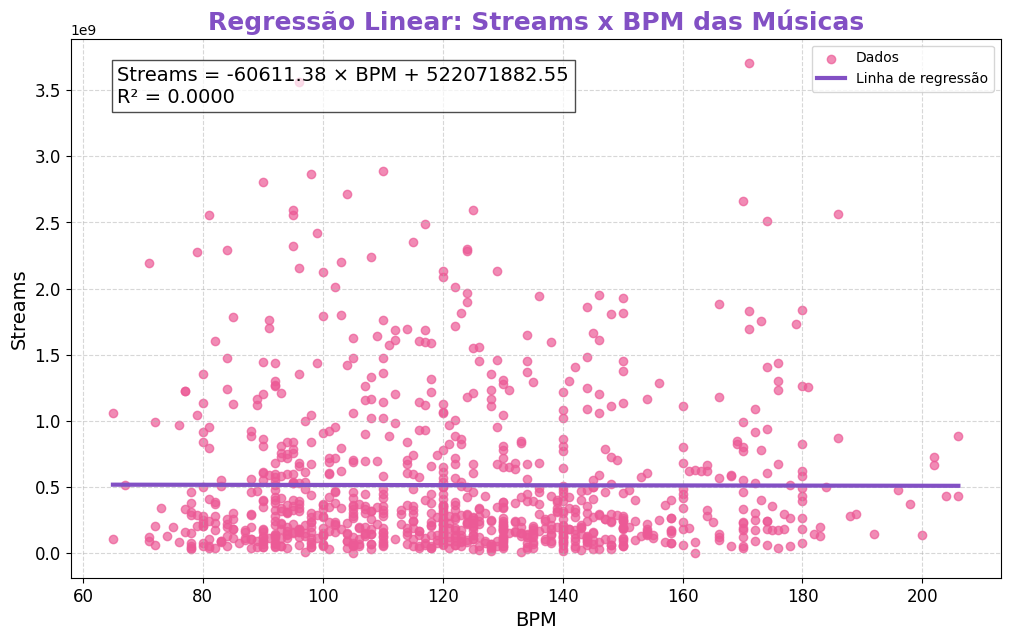 Regressão Linear: Streams x BPM das Músicas
1e9
Streams = -60611.38 × BPM + 522071882.55
R² = 0.0000
Dados
Linha de regressão
3.5
3.0
2.5
2.0
1.5
1.0
0.5
0.0
Streams
60 80 100 120 140 160 180 200
BPM